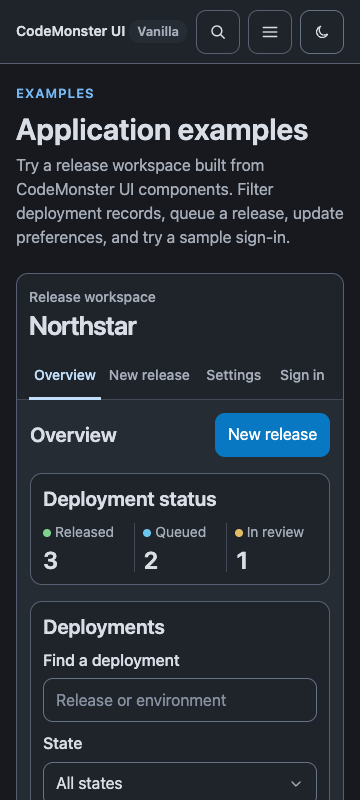 CodeMonster UI Vanilla
EXAMPLES
Application examples
Try a release workspace built from
CodeMonster UI components. Filter
deployment records, queue a release, update
preferences, and try a sample sign-in.
Release workspace
Northstar
Overview New release Settings Sign in
Overview
New release
Deployment status
Released Queued In review
3 2 1
Deployments
Find a deployment
Release or environment
State
All states